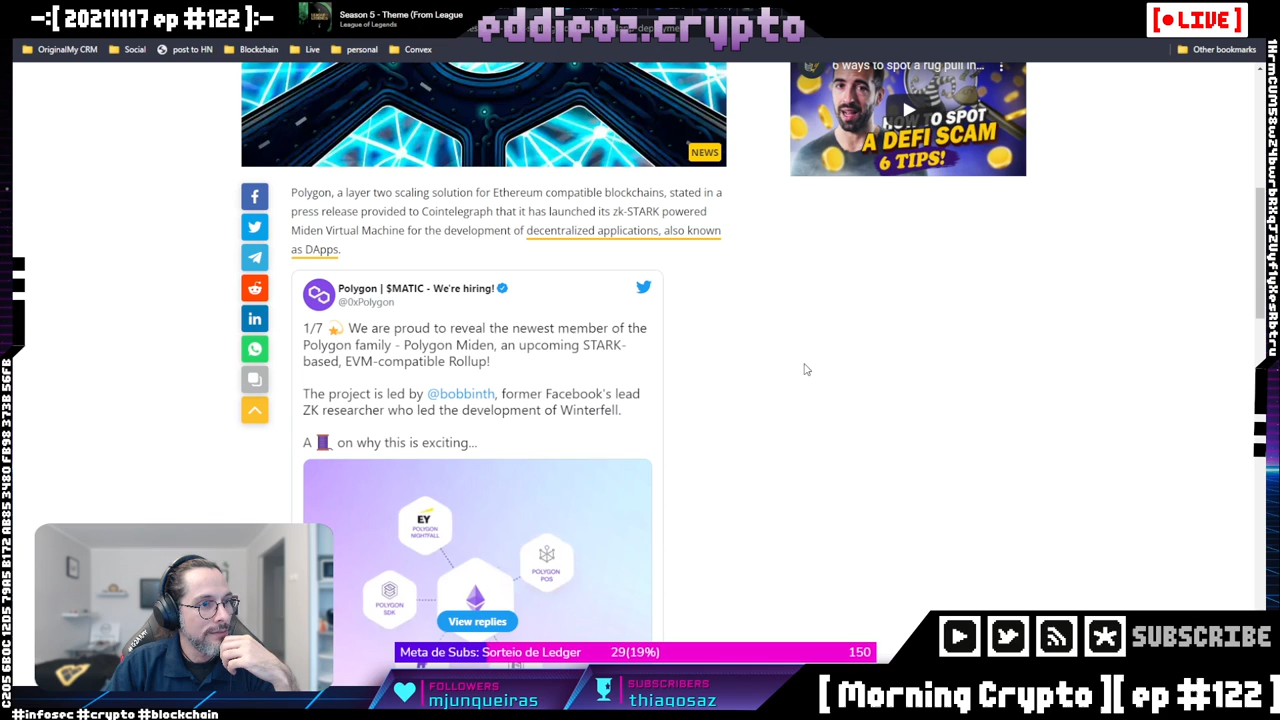 -:[ 20211117 ep #122 ]:-
Season 5 - Theme (From League
League of Legends
eddieoz.crypto
[● LIVE]
OriginalMy CRM
Social
post to HN
Blockchain
Live
personal
Convex
Other bookmarks
6 ways to spot a rug pull in...
HOW TO SPOT
A DEFI SCAM
6 TIPS!
NEWS
Polygon, a layer two scaling solution for Ethereum compatible blockchains, stated in a
press release provided to Cointelegraph that it has launched its zk-STARK powered
Miden Virtual Machine for the development of decentralized applications, also known
as DApps.
Polygon | $MATIC - We're hiring!
@0xPolygon
1/7 💫 We are proud to reveal the newest member of the
Polygon family - Polygon Miden, an upcoming STARK-
based, EVM-compatible Rollup!
The project is led by @bobbinth, former Facebook's lead
ZK researcher who led the development of Winterfell.
A 🧵 on why this is exciting...
EY
POLYGON
NIGHTFALL
POLYGON
POS
POLYGON
SDK
View replies
Meta de Subs: Sorteio de Ledger
29(19%)
150
FOLLOWERS
mjunqueiras
SUBSCRIBERS
thiagosaz
SUBSCRIBE
[ Morning Crypto ][ ep #122 ]
#infosec #crypto #blockchain